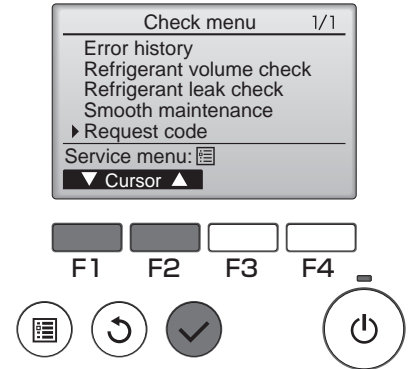 Check menu 1/1
Error history
Refrigerant volume check
Refrigerant leak check
Smooth maintenance
Request code
Service menu:
▼ Cursor ▲
F1 F2 F3 F4